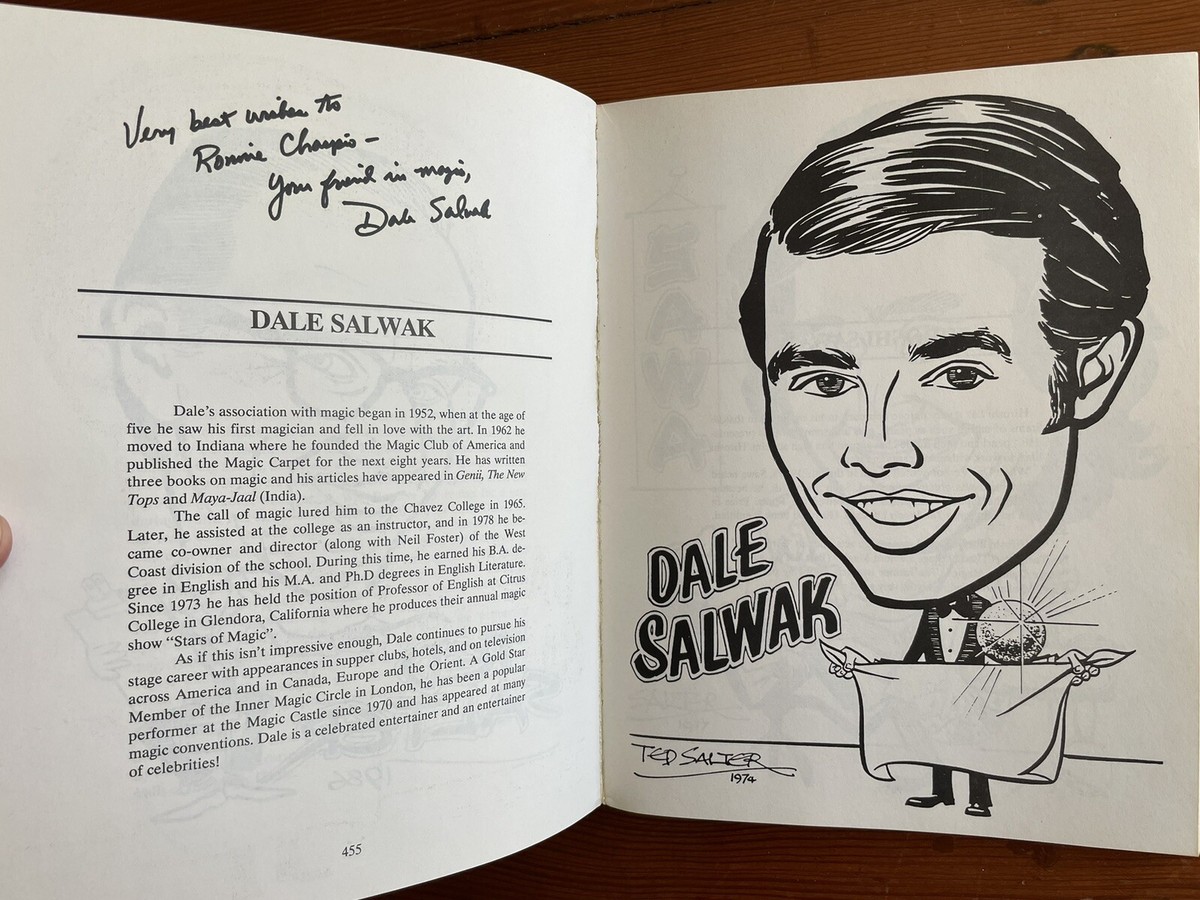 Very best wishes to
Ronnie
Your friend in magic,
Dale Salwak
DALE SALWAK
Dale's association with magic began in 1952, when at the age of
five he saw his first magician and fell in love with the art. In 1962 he
moved to Indiana where he founded the Magic Club of America and
published the Magic Carpet for the next eight years. He has written
three books on magic and his articles have appeared in Genii, The New
Tops and Maya-Jaal (India).
The call of magic lured him to the Chavez College in 1965.
Later, he assisted at the college as an instructor, and in 1978 he be-
came co-owner and director (along with Neil Foster) of the West
Coast division of the school. During this time, he earned his B.A. de-
gree in English and his M.A. and Ph.D degrees in English Literature.
Since 1973 he has held the position of Professor of English at Citrus
College in Glendora, California where he produces their annual magic
show "Stars of Magic".
As if this isn't impressive enough, Dale continues to pursue his
stage career with appearances in supper clubs, hotels, and on television
across America and in Canada, Europe and the Orient. A Gold Star
Member of the Inner Magic Circle in London, he has been a popular
performer at the Magic Castle since 1970 and has appeared at many
magic conventions. Dale is a celebrated entertainer and an entertainer
of celebrities!
455
DALE
SALWAK
TED SALTER
1974